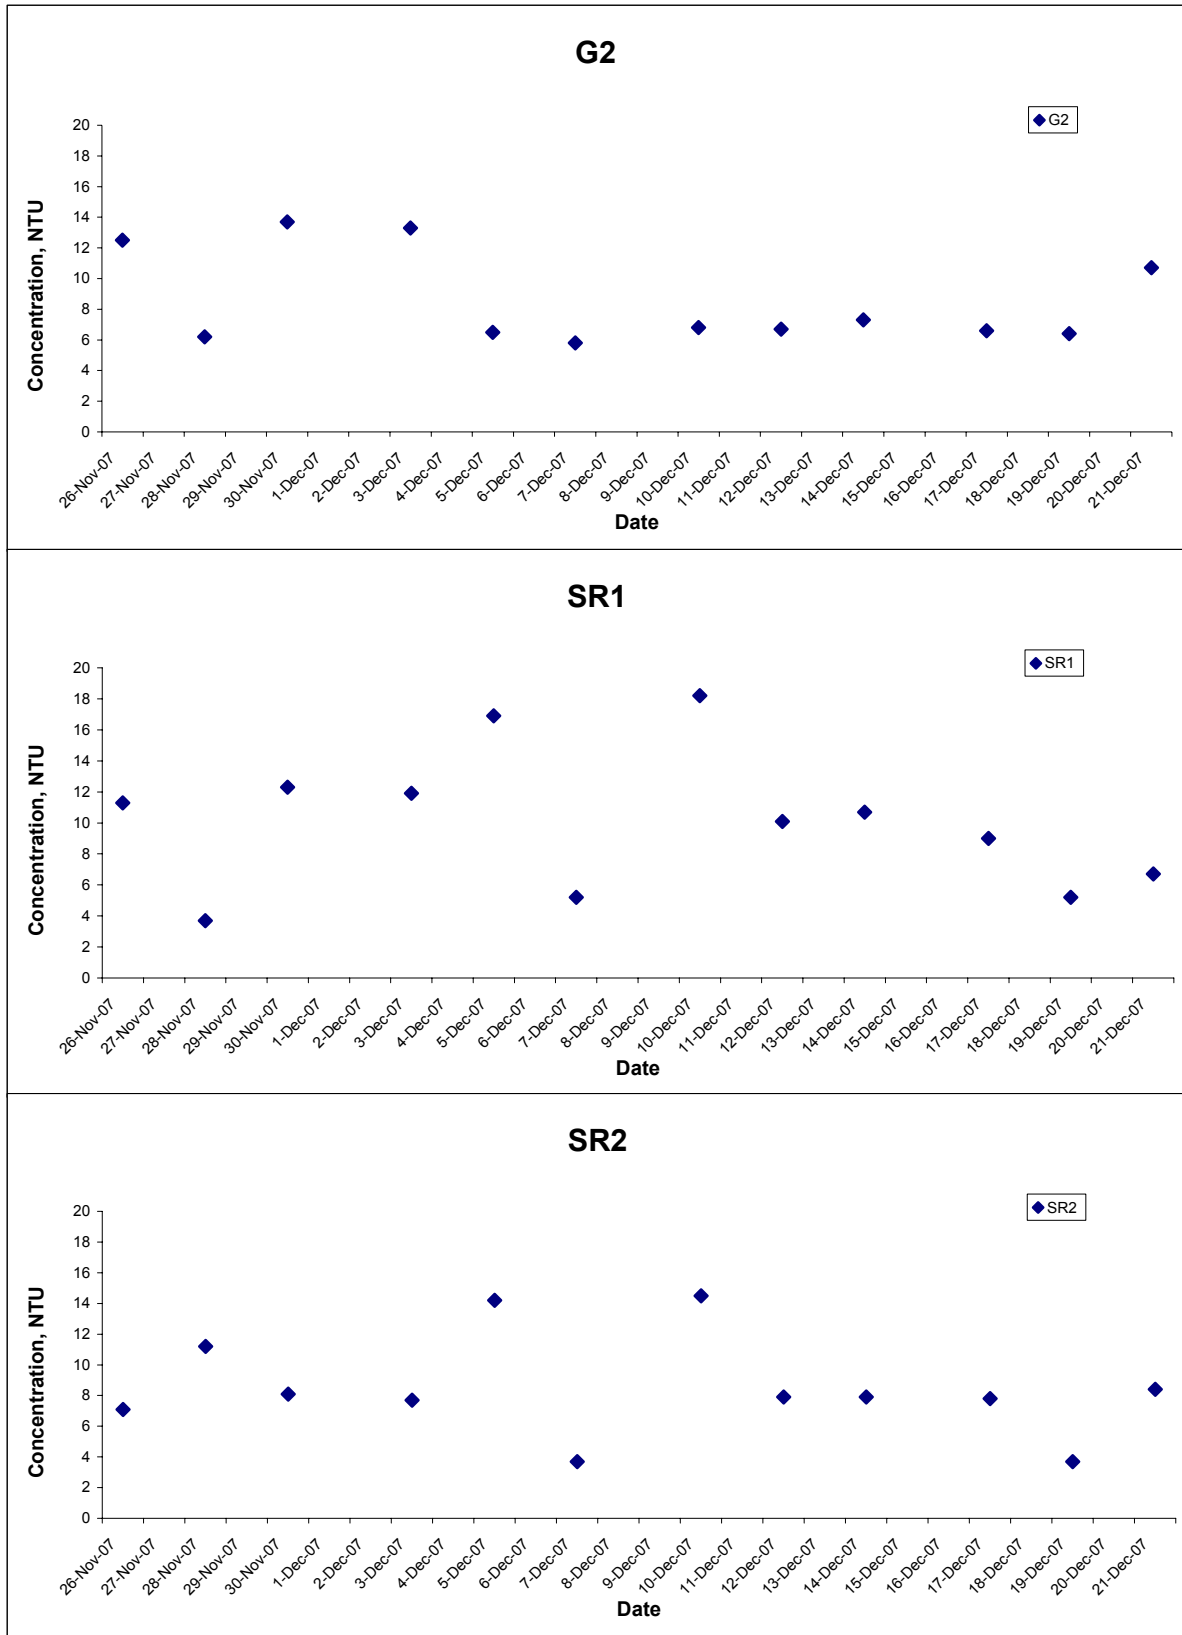 G2
G2
20
18
16
14
12
10
8
6
4
2
0
Concentration, NTU
26-Nov-07 27-Nov-07 28-Nov-07 29-Nov-07 30-Nov-07 1-Dec-07 2-Dec-07 3-Dec-07 4-Dec-07 5-Dec-07 6-Dec-07 7-Dec-07 8-Dec-07 9-Dec-07 10-Dec-07 11-Dec-07 12-Dec-07 13-Dec-07 14-Dec-07 15-Dec-07 16-Dec-07 17-Dec-07 18-Dec-07 19-Dec-07 20-Dec-07 21-Dec-07
Date
SR1
SR1
20
18
16
14
12
10
8
6
4
2
0
Concentration, NTU
26-Nov-07 27-Nov-07 28-Nov-07 29-Nov-07 30-Nov-07 1-Dec-07 2-Dec-07 3-Dec-07 4-Dec-07 5-Dec-07 6-Dec-07 7-Dec-07 8-Dec-07 9-Dec-07 10-Dec-07 11-Dec-07 12-Dec-07 13-Dec-07 14-Dec-07 15-Dec-07 16-Dec-07 17-Dec-07 18-Dec-07 19-Dec-07 20-Dec-07 21-Dec-07
Date
SR2
SR2
20
18
16
14
12
10
8
6
4
2
0
Concentration, NTU
26-Nov-07 27-Nov-07 28-Nov-07 29-Nov-07 30-Nov-07 1-Dec-07 2-Dec-07 3-Dec-07 4-Dec-07 5-Dec-07 6-Dec-07 7-Dec-07 8-Dec-07 9-Dec-07 10-Dec-07 11-Dec-07 12-Dec-07 13-Dec-07 14-Dec-07 15-Dec-07 16-Dec-07 17-Dec-07 18-Dec-07 19-Dec-07 20-Dec-07 21-Dec-07
Date